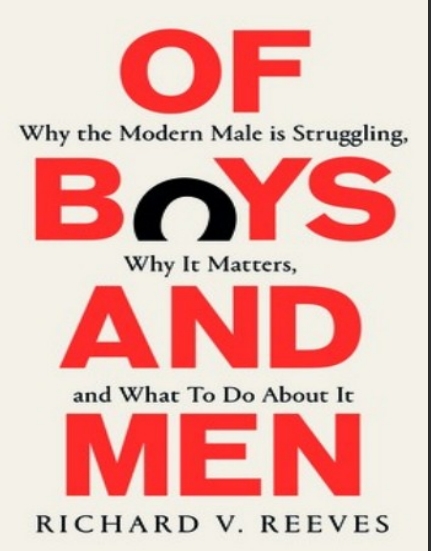 OF
Why the Modern Male is Struggling,
BOYS
Why It Matters,
AND
and What To Do About It
MEN
RICHARD V. REEVES